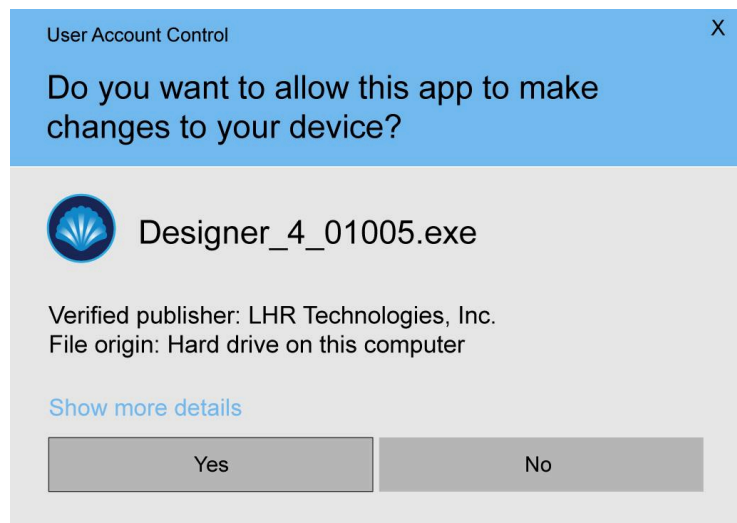 User Account Control
X
Do you want to allow this app to make
changes to your device?
Designer_4_01005.exe
Verified publisher: LHR Technologies, Inc.
File origin: Hard drive on this computer
Show more details
Yes
No